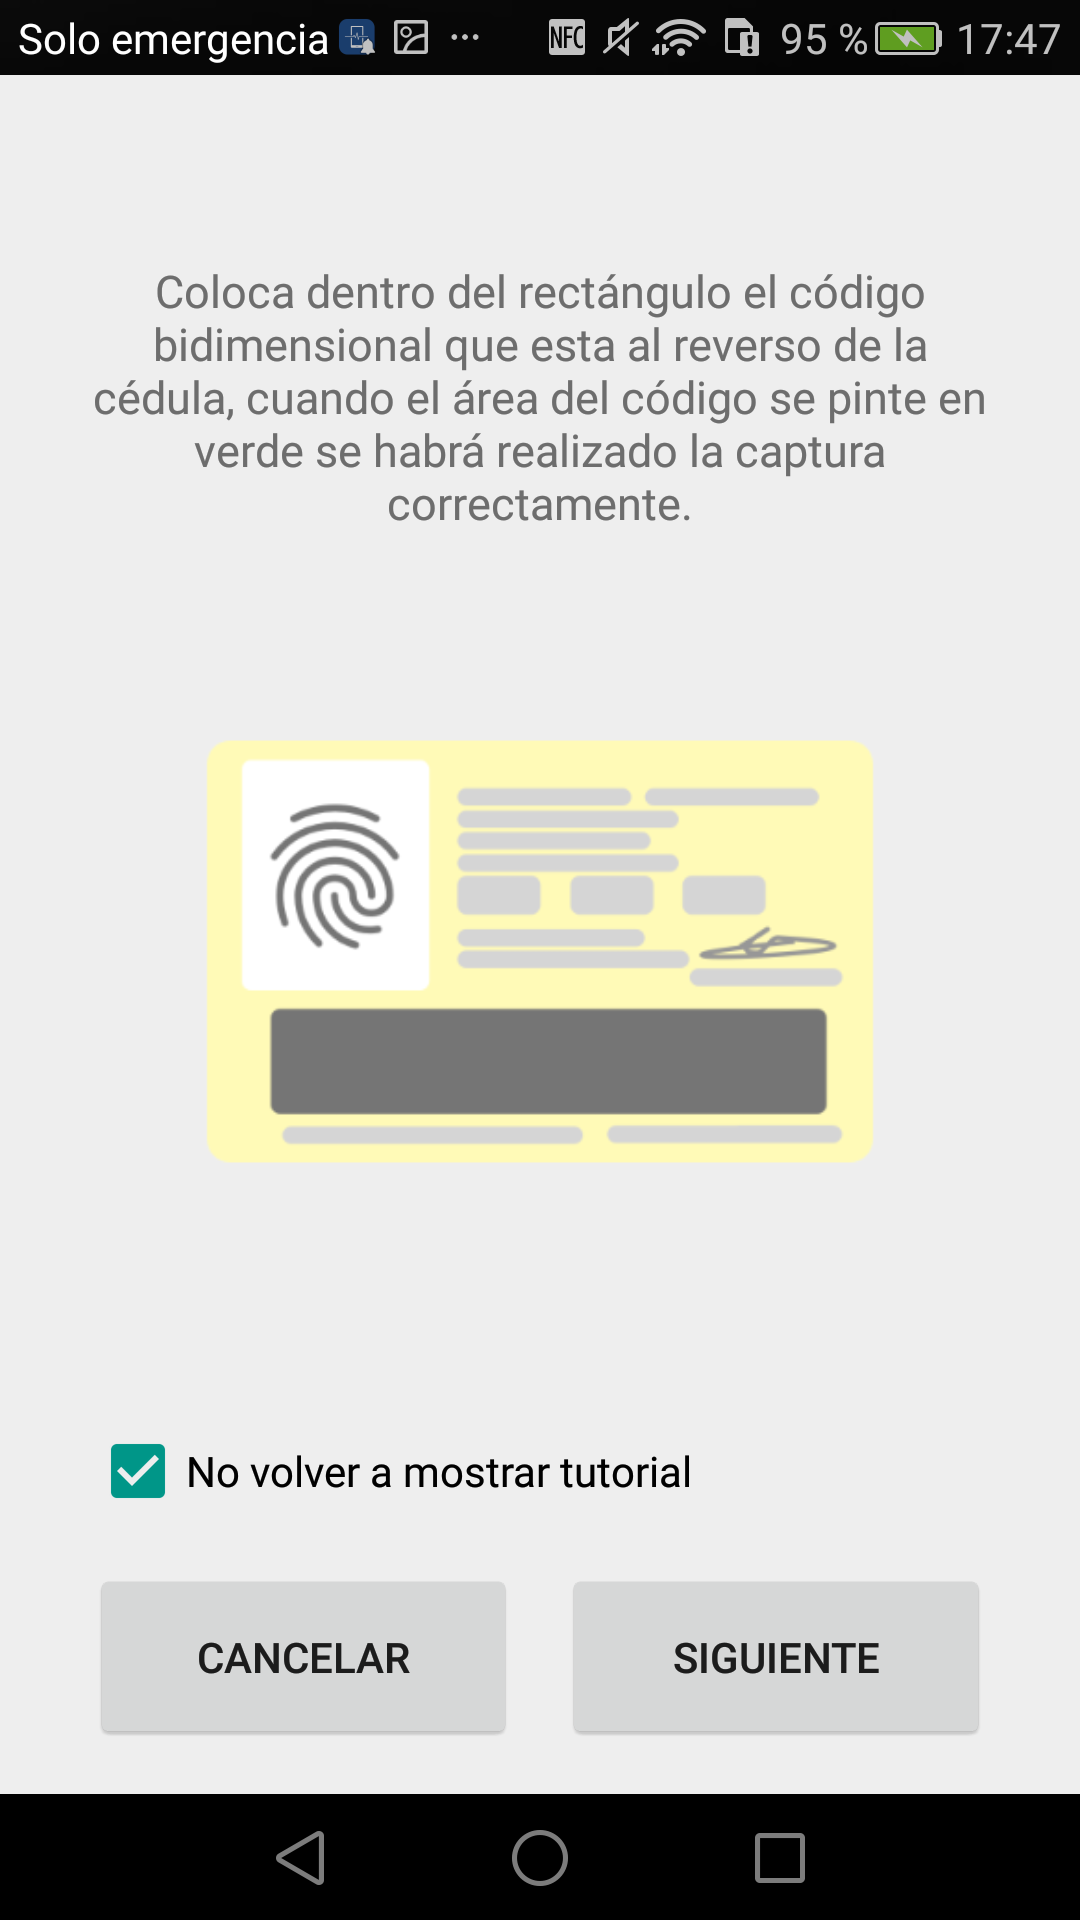 Solo emergencia ... NFC 95 % 17:47
Coloca dentro del rectángulo el código
bidimensional que esta al reverso de la
cédula, cuando el área del código se pinte en
verde se habrá realizado la captura
correctamente.
No volver a mostrar tutorial
CANCELAR SIGUIENTE